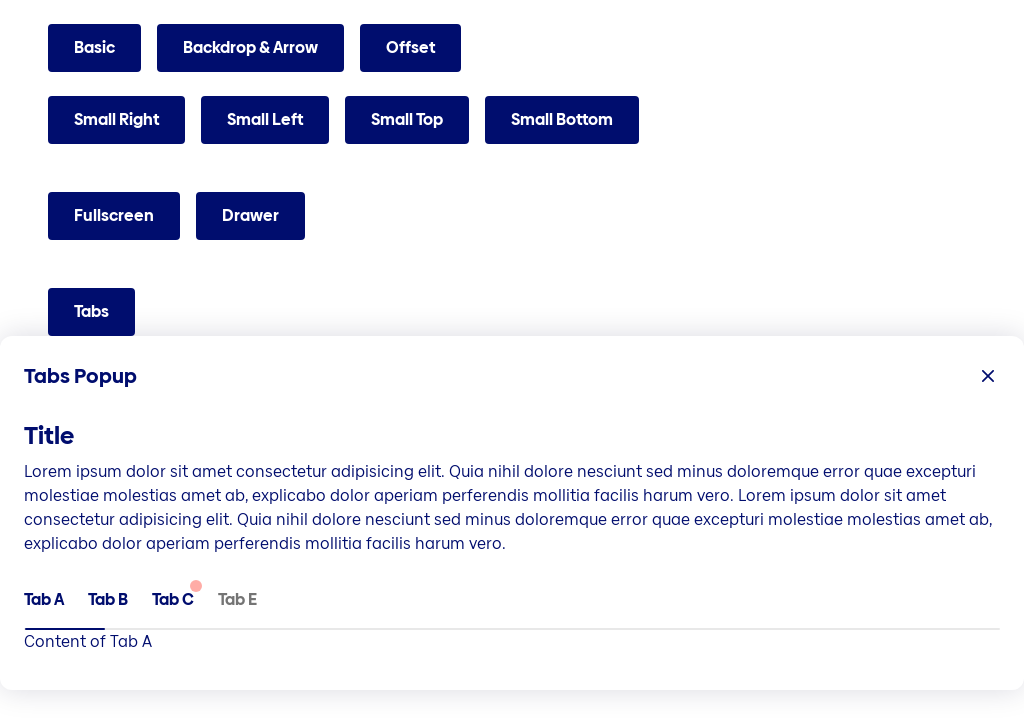 Basic Backdrop & Arrow Offset
Small Right Small Left Small Top Small Bottom
Fullscreen Drawer
Tabs
Tabs Popup
Title
Lorem ipsum dolor sit amet consectetur adipisicing elit. Quia nihil dolore nesciunt sed minus doloremque error quae excepturi
molestiae molestias amet ab, explicabo dolor aperiam perferendis mollitia facilis harum vero. Lorem ipsum dolor sit amet
consectetur adipisicing elit. Quia nihil dolore nesciunt sed minus doloremque error quae excepturi molestiae molestias amet ab,
explicabo dolor aperiam perferendis mollitia facilis harum vero.
Tab A Tab B Tab C Tab E
Content of Tab A